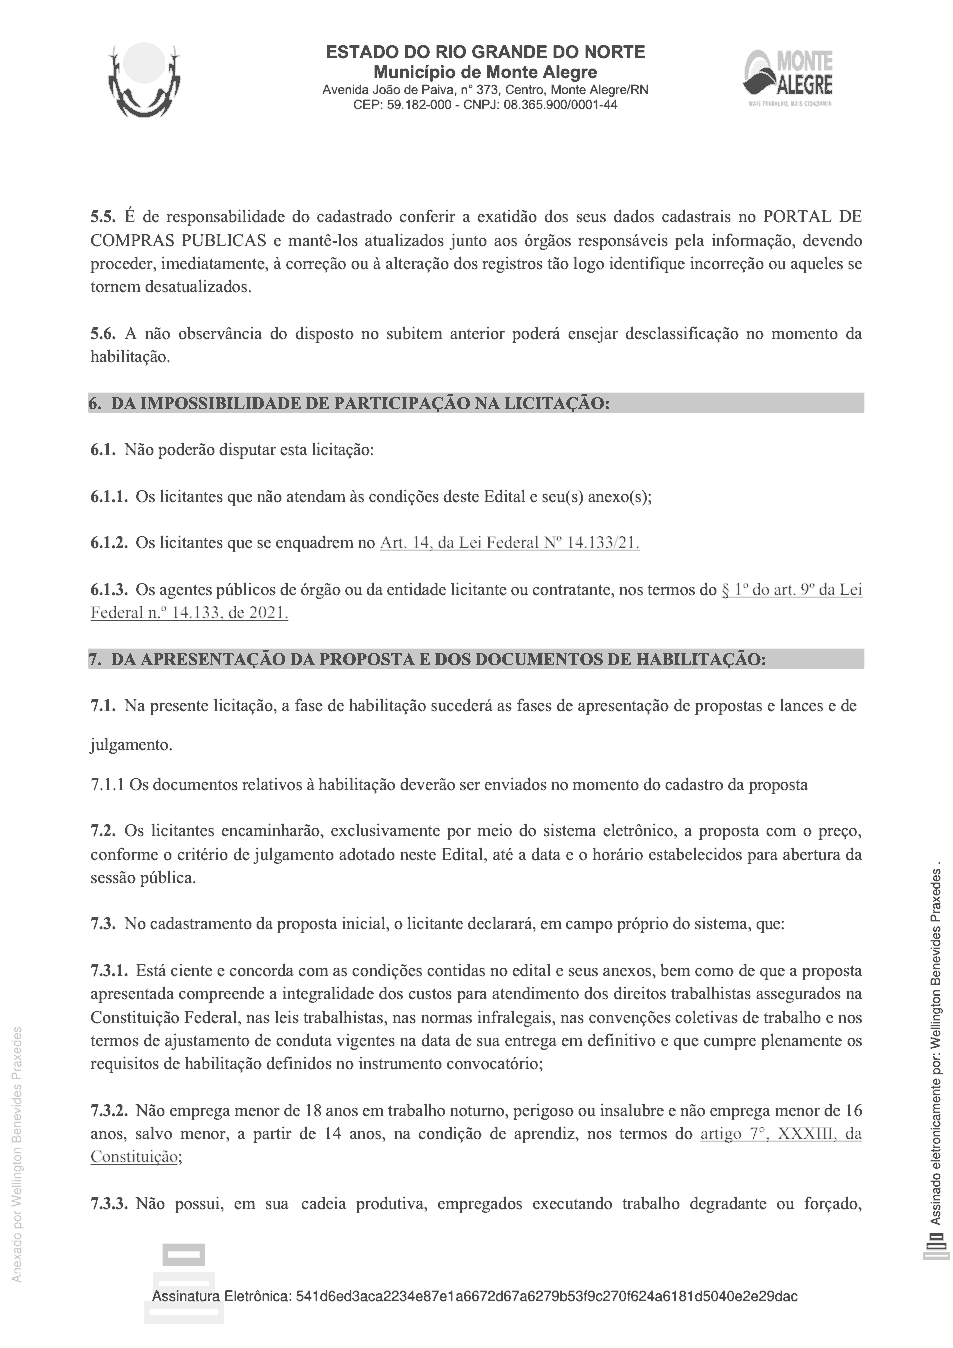 ESTADO DO RIO GRANDE DO NORTE
Município de Monte Alegre
Avenida João de Paiva, n° 373, Centro, Monte Alegre/RN
CEP: 59.182-000 - CNPJ: 08.365.900/0001-44
MONTE
ALEGRE
MAIS TRABALHO, MAIS CIDADANIA
5.5. É de responsabilidade do cadastrado conferir a exatidão dos seus dados cadastrais no PORTAL DE
COMPRAS PUBLICAS e mantê-los atualizados junto aos órgãos responsáveis pela informação, devendo
proceder, imediatamente, à correção ou à alteração dos registros tão logo identifique incorreção ou aqueles se
tornem desatualizados.
5.6. A não observância do disposto no subitem anterior poderá ensejar desclassificação no momento da
habilitação.
6. DA IMPOSSIBILIDADE DE PARTICIPAÇÃO NA LICITAÇÃO:
6.1. Não poderão disputar esta licitação:
6.1.1. Os licitantes que não atendam às condições deste Edital e seu(s) anexo(s);
6.1.2. Os licitantes que se enquadrem no Art. 14, da Lei Federal Nº 14.133/21.
6.1.3. Os agentes públicos de órgão ou da entidade licitante ou contratante, nos termos do § 1º do art. 9º da Lei
Federal n.º 14.133, de 2021.
7. DA APRESENTAÇÃO DA PROPOSTA E DOS DOCUMENTOS DE HABILITAÇÃO:
7.1. Na presente licitação, a fase de habilitação sucederá as fases de apresentação de propostas e lances e de
julgamento.
7.1.1 Os documentos relativos à habilitação deverão ser enviados no momento do cadastro da proposta
7.2. Os licitantes encaminharão, exclusivamente por meio do sistema eletrônico, a proposta com o preço,
conforme o critério de julgamento adotado neste Edital, até a data e o horário estabelecidos para abertura da
sessão pública.
7.3. No cadastramento da proposta inicial, o licitante declarará, em campo próprio do sistema, que:
7.3.1. Está ciente e concorda com as condições contidas no edital e seus anexos, bem como de que a proposta
apresentada compreende a integralidade dos custos para atendimento dos direitos trabalhistas assegurados na
Constituição Federal, nas leis trabalhistas, nas normas infralegais, nas convenções coletivas de trabalho e nos
termos de ajustamento de conduta vigentes na data de sua entrega em definitivo e que cumpre plenamente os
requisitos de habilitação definidos no instrumento convocatório;
7.3.2. Não emprega menor de 18 anos em trabalho noturno, perigoso ou insalubre e não emprega menor de 16
anos, salvo menor, a partir de 14 anos, na condição de aprendiz, nos termos do artigo 7°, XXXIII, da
Constituição;
7.3.3. Não possui, em sua cadeia produtiva, empregados executando trabalho degradante ou forçado,
Assinatura Eletrônica: 541d6ed3aca2234e87e1a6672d67a6279b53f9c270f624a6181d5040e2e29dac
Anexado por Wellington Benevides Praxedes
Assinado eletronicamente por: Wellington Benevides Praxedes .